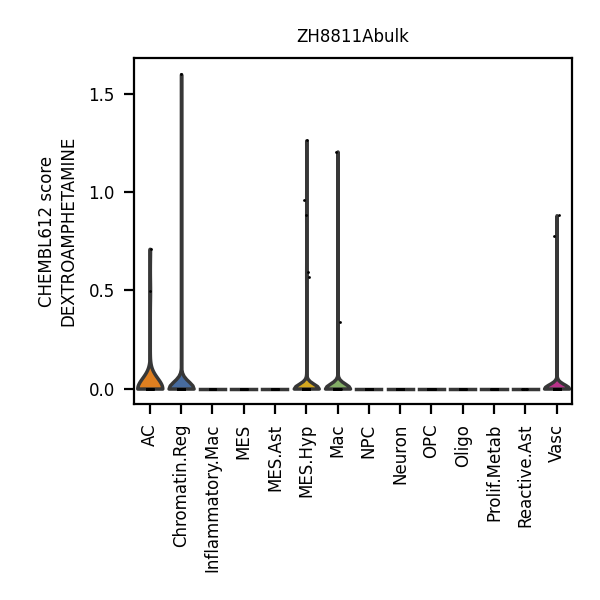 ZH8811Abulk
CHEMBL612 score
DEXTROAMPHETAMINE
1.5
1.0
0.5
0.0
AC
Chromatin.Reg
Inflammatory.Mac
MES
MES.Ast
MES.Hyp
Mac
NPC
Neuron
OPC
Oligo
Prolif.Metab
Reactive.Ast
Vasc